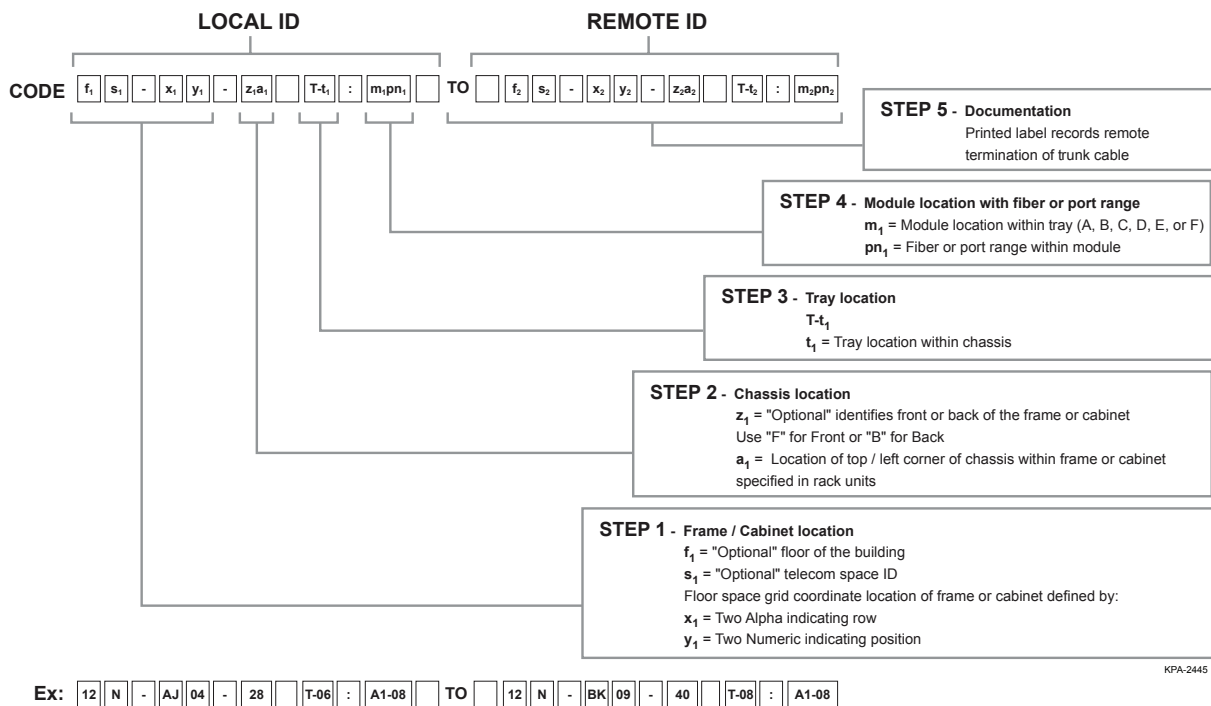 LOCAL ID REMOTE ID
CODE f₁ s₁ - x₁ y₁ - z₁a₁ T-t₁ : m₁pn₁ TO f₂ s₂ - x₂ y₂ - z₂a₂ T-t₂ : m₂pn₂
STEP 5 - Documentation
Printed label records remote
termination of trunk cable
STEP 4 - Module location with fiber or port range
m₁ = Module location within tray (A, B, C, D, E, or F)
pn₁ = Fiber or port range within module
STEP 3 - Tray location
T-t₁
t₁ = Tray location within chassis
STEP 2 - Chassis location
z₁ = "Optional" identifies front or back of the frame or cabinet
Use "F" for Front or "B" for Back
a₁ = Location of top / left corner of chassis within frame or cabinet
specified in rack units
STEP 1 - Frame / Cabinet location
f₁ = "Optional" floor of the building
s₁ = "Optional" telecom space ID
Floor space grid coordinate location of frame or cabinet defined by:
x₁ = Two Alpha indicating row
y₁ = Two Numeric indicating position
KPA-2445
Ex: 12 N - AJ 04 - 28 T-06 : A1-08 TO 12 N - BK 09 - 40 T-08 : A1-08